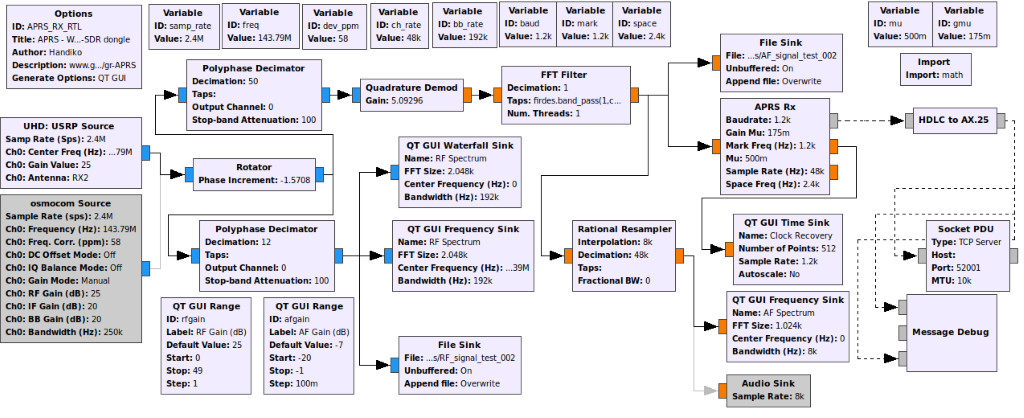 Options
ID: APRS_RX_RTL
Title: APRS - W...-SDR dongle
Author: Handiko
Description: www.g.../gr-APRS
Generate Options: QT GUI
Variable
ID: samp_rate
Value: 2.4M
Variable
ID: freq
Value: 143.79M
Variable
ID: dev_ppm
Value: 58
Variable
ID: ch_rate
Value: 48k
Variable
ID: bb_rate
Value: 192k
Variable
ID: baud
Value: 1.2k
Variable
ID: mark
Value: 1.2k
Variable
ID: space
Value: 2.4k
Variable
ID: mu
Value: 500m
Variable
ID: gmu
Value: 175m
Import
Import: math
Polyphase Decimator
Decimation: 50
Taps:
Output Channel: 0
Stop-band Attenuation: 100
Quadrature Demod
Gain: 5.09296
FFT Filter
Decimation: 1
Taps: firdes.band_pass(1,c...
Num. Threads: 1
File Sink
File: ...s/AF_signal_test_002
Unbuffered: On
Append file: Overwrite
APRS Rx
Baudrate: 1.2k
Gain Mu: 175m
Mark Freq (Hz): 1.2k
Mu: 500m
Sample Rate (Hz): 48k
Space Freq (Hz): 2.4k
HDLC to AX.25
UHD: USRP Source
Samp Rate (Sps): 2.4M
Ch0: Center Freq (Hz): ...79M
Ch0: Gain Value: 25
Ch0: Antenna: RX2
Rotator
Phase Increment: -1.5708
QT GUI Waterfall Sink
Name: RF Spectrum
FFT Size: 2.048k
Center Frequency (Hz): 0
Bandwidth (Hz): 192k
osmocom Source
Sample Rate (sps): 2.4M
Ch0: Frequency (Hz): 143.79M
Ch0: Freq. Corr. (ppm): 58
Ch0: DC Offset Mode: Off
Ch0: IQ Balance Mode: Off
Ch0: Gain Mode: Manual
Ch0: RF Gain (dB): 25
Ch0: IF Gain (dB): 20
Ch0: BB Gain (dB): 20
Ch0: Bandwidth (Hz): 250k
Polyphase Decimator
Decimation: 12
Taps:
Output Channel: 0
Stop-band Attenuation: 100
QT GUI Frequency Sink
Name: RF Spectrum
FFT Size: 2.048k
Center Frequency (Hz): ...39M
Bandwidth (Hz): 192k
Rational Resampler
Interpolation: 8k
Decimation: 48k
Taps:
Fractional BW: 0
QT GUI Time Sink
Name: Clock Recovery
Number of Points: 512
Sample Rate: 1.2k
Autoscale: No
Socket PDU
Type: TCP Server
Host:
Port: 52001
MTU: 10k
QT GUI Range
ID: rfgain
Label: RF Gain (dB)
Default Value: 25
Start: 0
Stop: 49
Step: 1
QT GUI Range
ID: afgain
Label: AF Gain (dB)
Default Value: -7
Start: -20
Stop: -1
Step: 100m
File Sink
File: ...s/RF_signal_test_002
Unbuffered: On
Append file: Overwrite
QT GUI Frequency Sink
Name: AF Spectrum
FFT Size: 1.024k
Center Frequency (Hz): 0
Bandwidth (Hz): 8k
Message Debug
Audio Sink
Sample Rate: 8k